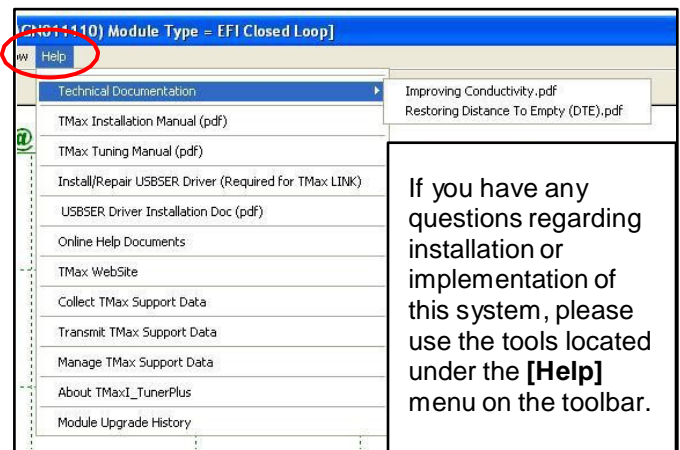 CN811110) Module Type = EFI Closed Loop]
Help
Technical Documentation
Improving Conductivity.pdf
Restoring Distance To Empty (DTE).pdf
TMax Installation Manual (pdf)
@
TMax Tuning Manual (pdf)
Install/Repair USBSER Driver (Required for TMax LINK)
USBSER Driver Installation Doc (pdf)
Online Help Documents
TMax WebSite
Collect TMax Support Data
Transmit TMax Support Data
Manage TMax Support Data
About TMaxI_TunerPlus
Module Upgrade History
If you have any
questions regarding
installation or
implementation of
this system, please
use the tools located
under the [Help]
menu on the toolbar.